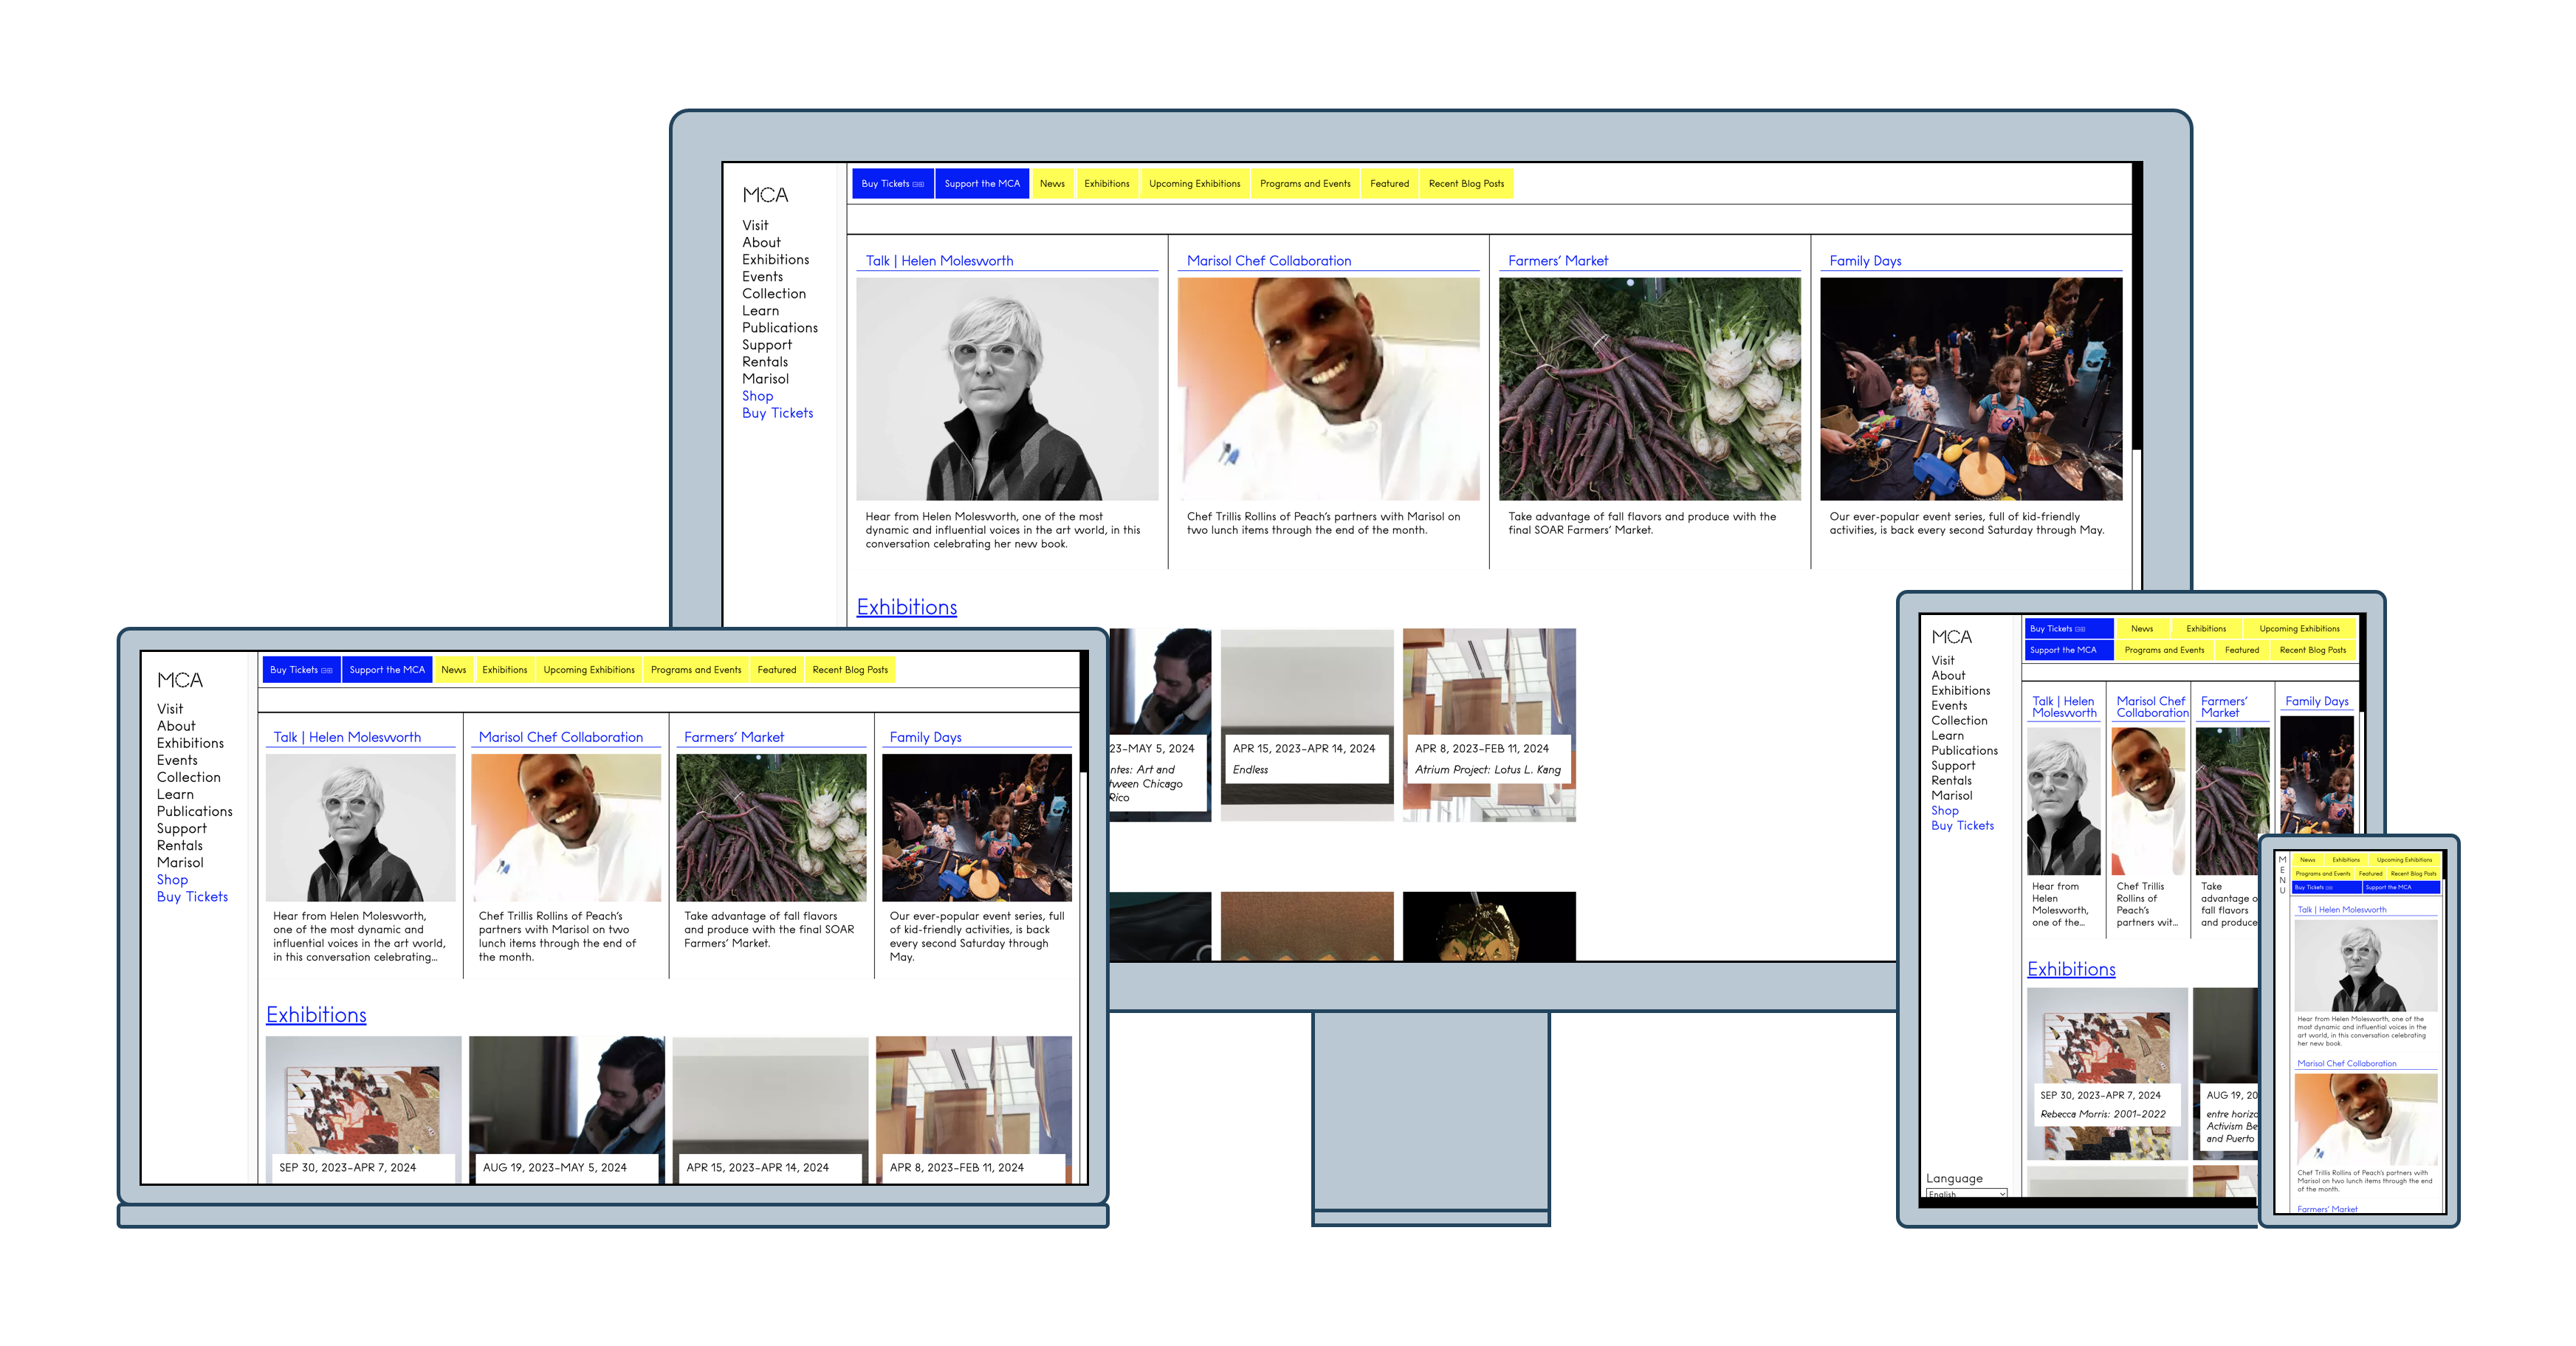 MCA
Visit
About
Exhibitions
Events
Collection
Learn
Publications
Support
Rentals
Marisol
Shop
Buy Tickets
Buy Tickets
Support the MCA
News
Exhibitions
Upcoming Exhibitions
Programs and Events
Featured
Recent Blog Posts
Talk | Helen Molesworth
Hear from Helen Molesworth, one of the most
dynamic and influential voices in the art world, in this
conversation celebrating her new book.
Marisol Chef Collaboration
Chef Trillis Rollins of Peach's partners with Marisol on
two lunch items through the end of the month.
Farmers' Market
Take advantage of fall flavors and produce with the
final SOAR Farmers' Market.
Family Days
Our ever-popular event series, full of kid-friendly
activities, is back every second Saturday through May.
Exhibitions
23–MAY 5, 2024
ntes: Art and
tween Chicago
Rico
APR 15, 2023–APR 14, 2024
Endless
APR 8, 2023–FEB 11, 2024
Atrium Project: Lotus L. Kang
MCA
Visit
About
Exhibitions
Events
Collection
Learn
Publications
Support
Rentals
Marisol
Shop
Buy Tickets
Buy Tickets
Support the MCA
News
Exhibitions
Upcoming Exhibitions
Programs and Events
Featured
Recent Blog Posts
Talk | Helen Molesworth
Hear from Helen Molesworth,
one of the most dynamic and
influential voices in the art world,
in this conversation celebrating...
Marisol Chef Collaboration
Chef Trillis Rollins of Peach's
partners with Marisol on two
lunch items through the end of
the month.
Farmers' Market
Take advantage of fall flavors
and produce with the final SOAR
Farmers' Market.
Family Days
Our ever-popular event series, full
of kid-friendly activities, is back
every second Saturday through
May.
Exhibitions
SEP 30, 2023–APR 7, 2024
AUG 19, 2023–MAY 5, 2024
APR 15, 2023–APR 14, 2024
APR 8, 2023–FEB 11, 2024
MCA
Visit
About
Exhibitions
Events
Collection
Learn
Publications
Support
Rentals
Marisol
Shop
Buy Tickets
Language
English
Buy Tickets
News
Exhibitions
Upcoming Exhibitions
Support the MCA
Programs and Events
Featured
Recent Blog Posts
Talk | Helen
Molesworth
Hear from
Helen
Molesworth,
one of the...
Marisol Chef
Collaboration
Chef Trillis
Rollins of
Peach's
partners wit...
Farmers'
Market
Take
advantage o
fall flavors
and produce
Family Days
Exhibitions
SEP 30, 2023–APR 7, 2024
Rebecca Morris: 2001–2022
AUG 19, 20
entre horizo
Activism Be
and Puerto
MENU
News
Exhibitions
Upcoming Exhibitions
Programs and Events
Featured
Recent Blog Posts
Buy Tickets
Support the MCA
Talk | Helen Molesworth
Hear from Helen Molesworth, one of the
most dynamic and influential voices in the
art world, in this conversation celebrating
her new book.
Marisol Chef Collaboration
Chef Trillis Rollins of Peach's partners with
Marisol on two lunch items through the end
of the month.
Farmers' Market